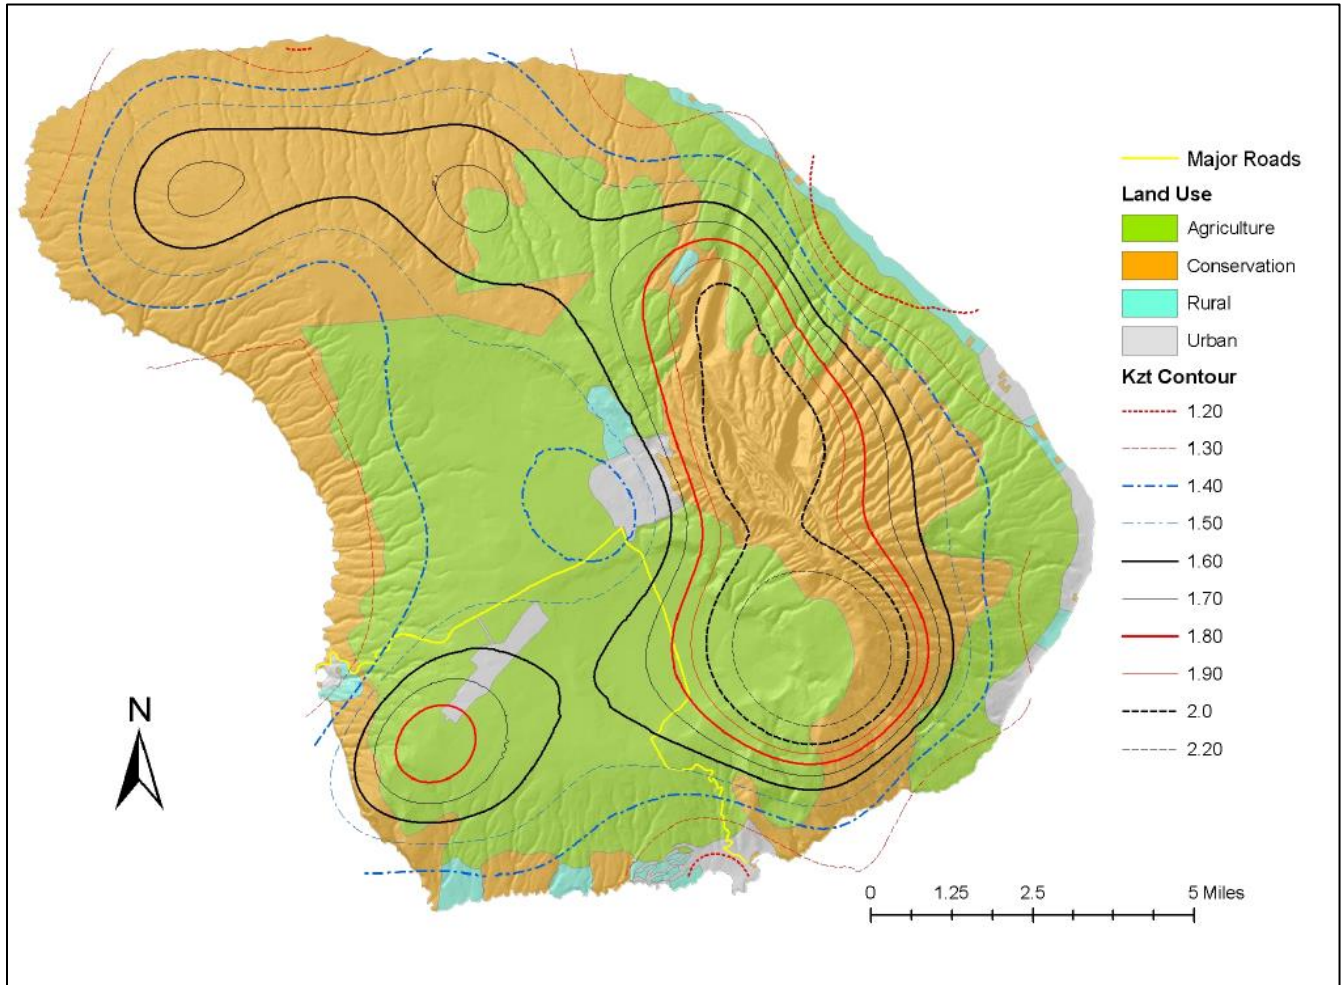 Major Roads
Land Use
Agriculture
Conservation
Rural
Urban
Kzt Contour
1.20
1.30
1.40
1.50
1.60
1.70
1.80
1.90
2.0
2.20
N
0 1.25 2.5 5 Miles